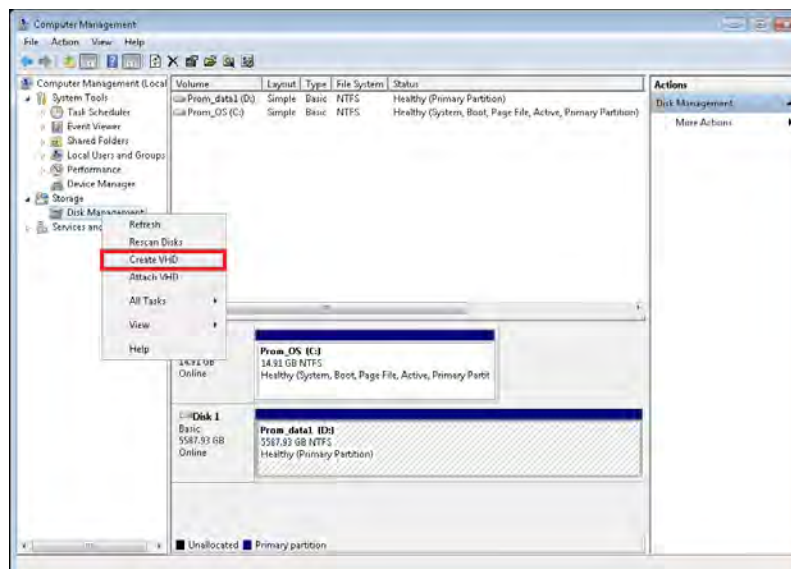 Computer Management
File Action View Help
Computer Management (Local
System Tools
Task Scheduler
Event Viewer
Shared Folders
Local Users and Groups
Performance
Device Manager
Storage
Disk Management
Services and
Refresh
Rescan Disks
Create VHD
Attach VHD
All Tasks
View
Help
Volume Layout Type File System Status
Prom_data1 (D:) Simple Basic NTFS Healthy (Primary Partition)
Prom_OS (C:) Simple Basic NTFS Healthy (System, Boot, Page File, Active, Primary Partition)
14.91 GB
Online
Prom_OS (C:)
14.91 GB NTFS
Healthy (System, Boot, Page File, Active, Primary Partit
Disk 1
Basic
5587.93 GB
Online
Prom_data1 (D:)
5587.93 GB NTFS
Healthy (Primary Partition)
Unallocated Primary partition
Actions
Disk Management
More Actions